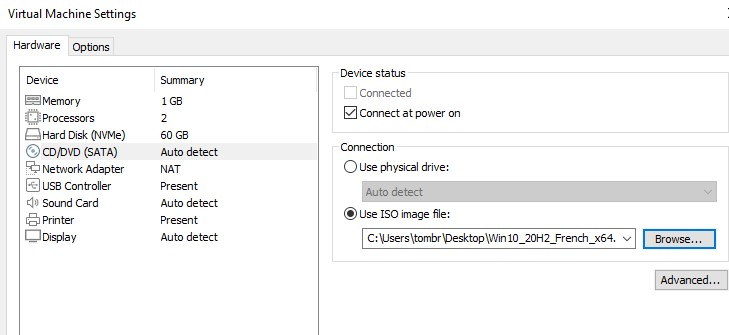 Virtual Machine Settings
Hardware Options
Device Summary
Memory 1 GB
Processors 2
Hard Disk (NVMe) 60 GB
CD/DVD (SATA) Auto detect
Network Adapter NAT
USB Controller Present
Sound Card Auto detect
Printer Present
Display Auto detect
Device status
Connected
Connect at power on
Connection
Use physical drive:
Auto detect
Use ISO image file:
C:\Users\tombr\Desktop\Win10_20H2_French_x64. Browse...
Advanced...